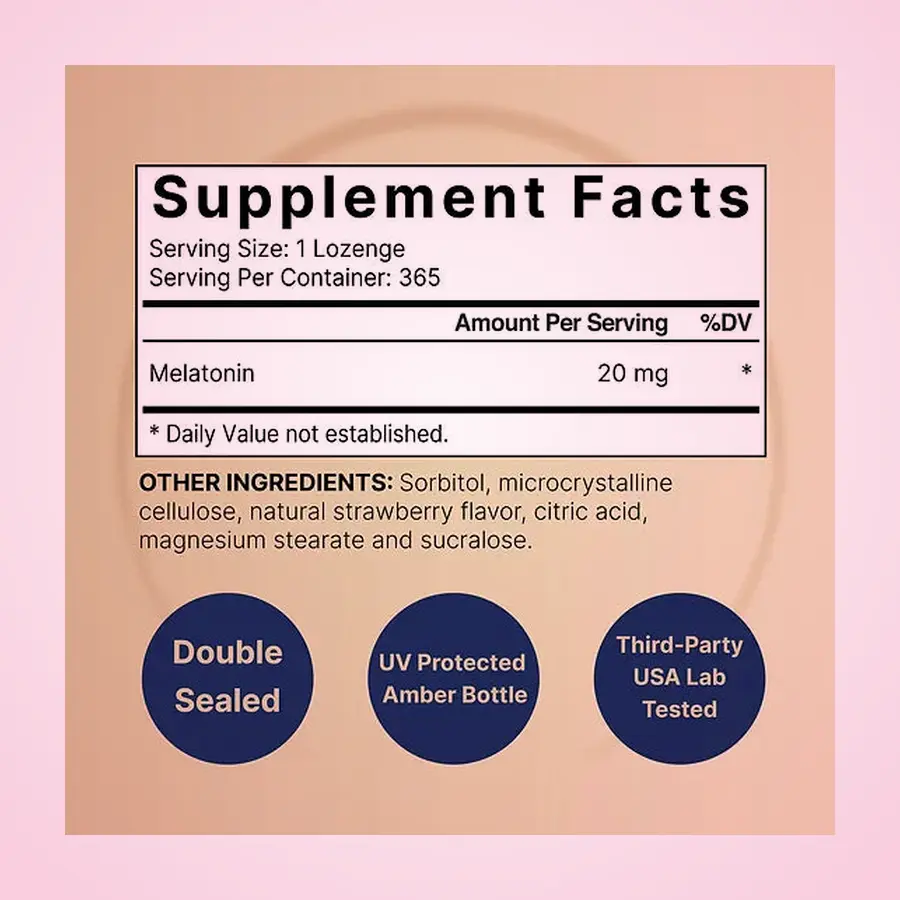 Supplement Facts
Serving Size: 1 Lozenge
Serving Per Container: 365
Amount Per Serving %DV
Melatonin 20 mg *
* Daily Value not established.
OTHER INGREDIENTS: Sorbitol, microcrystalline
cellulose, natural strawberry flavor, citric acid,
magnesium stearate and sucralose.
Double
Sealed
UV Protected
Amber Bottle
Third-Party
USA Lab
Tested